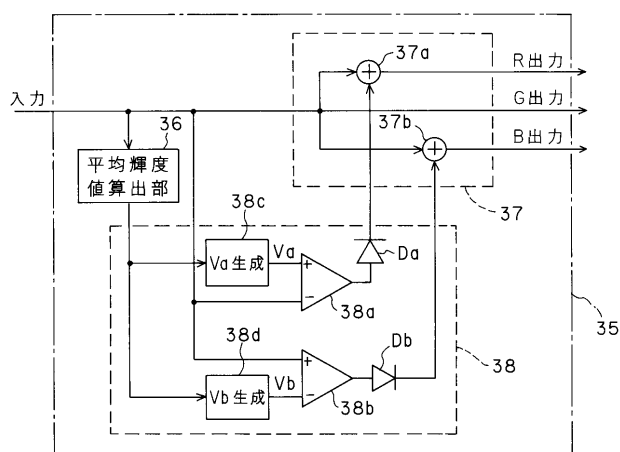 37a
R出力
入力
G出力
37b
36
B出力
平均輝度
値算出部
37
38c
Va生成
Va
+
−
Da
38a
35
38d
+
−
Db
38
Vb生成
Vb
38b